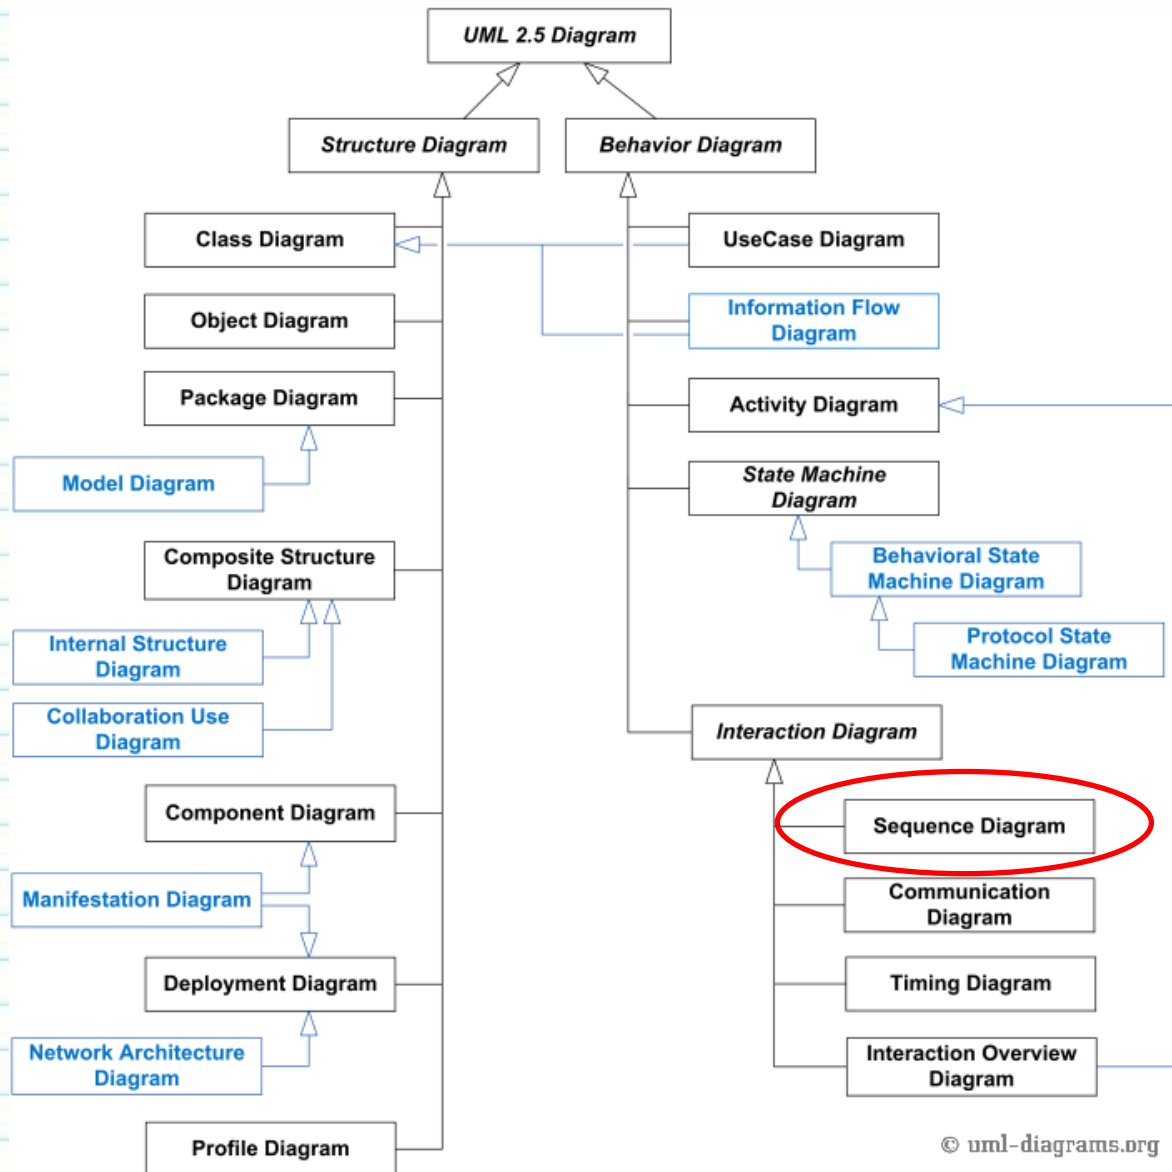 UML 2.5 Diagram
Structure Diagram
Behavior Diagram
Class Diagram
UseCase Diagram
Object Diagram
Information Flow
Diagram
Package Diagram
Activity Diagram
Model Diagram
State Machine
Diagram
Composite Structure
Diagram
Behavioral State
Machine Diagram
Internal Structure
Diagram
Protocol State
Machine Diagram
Collaboration Use
Diagram
Interaction Diagram
Component Diagram
Sequence Diagram
Manifestation Diagram
Communication
Diagram
Deployment Diagram
Timing Diagram
Network Architecture
Diagram
Interaction Overview
Diagram
Profile Diagram
© uml-diagrams.org